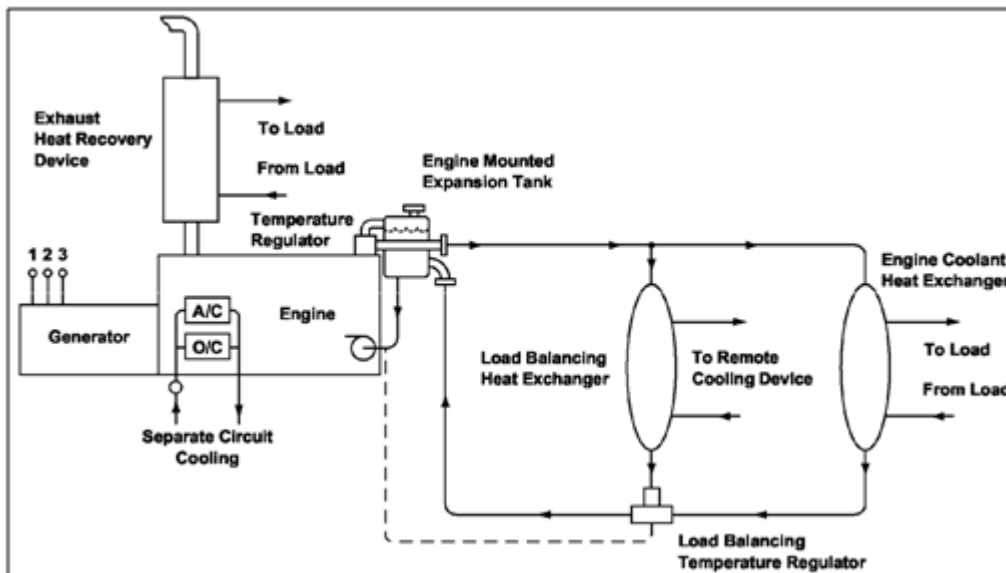 Exhaust
Heat Recovery
Device
To Load
From Load
Engine Mounted
Expansion Tank
Temperature
Regulator
1 2 3
Generator
A/C
O/C
Engine
Separate Circuit
Cooling
Load Balancing
Heat Exchanger
To Remote
Cooling Device
Engine Coolant
Heat Exchanger
To Load
From Load
Load Balancing
Temperature Regulator